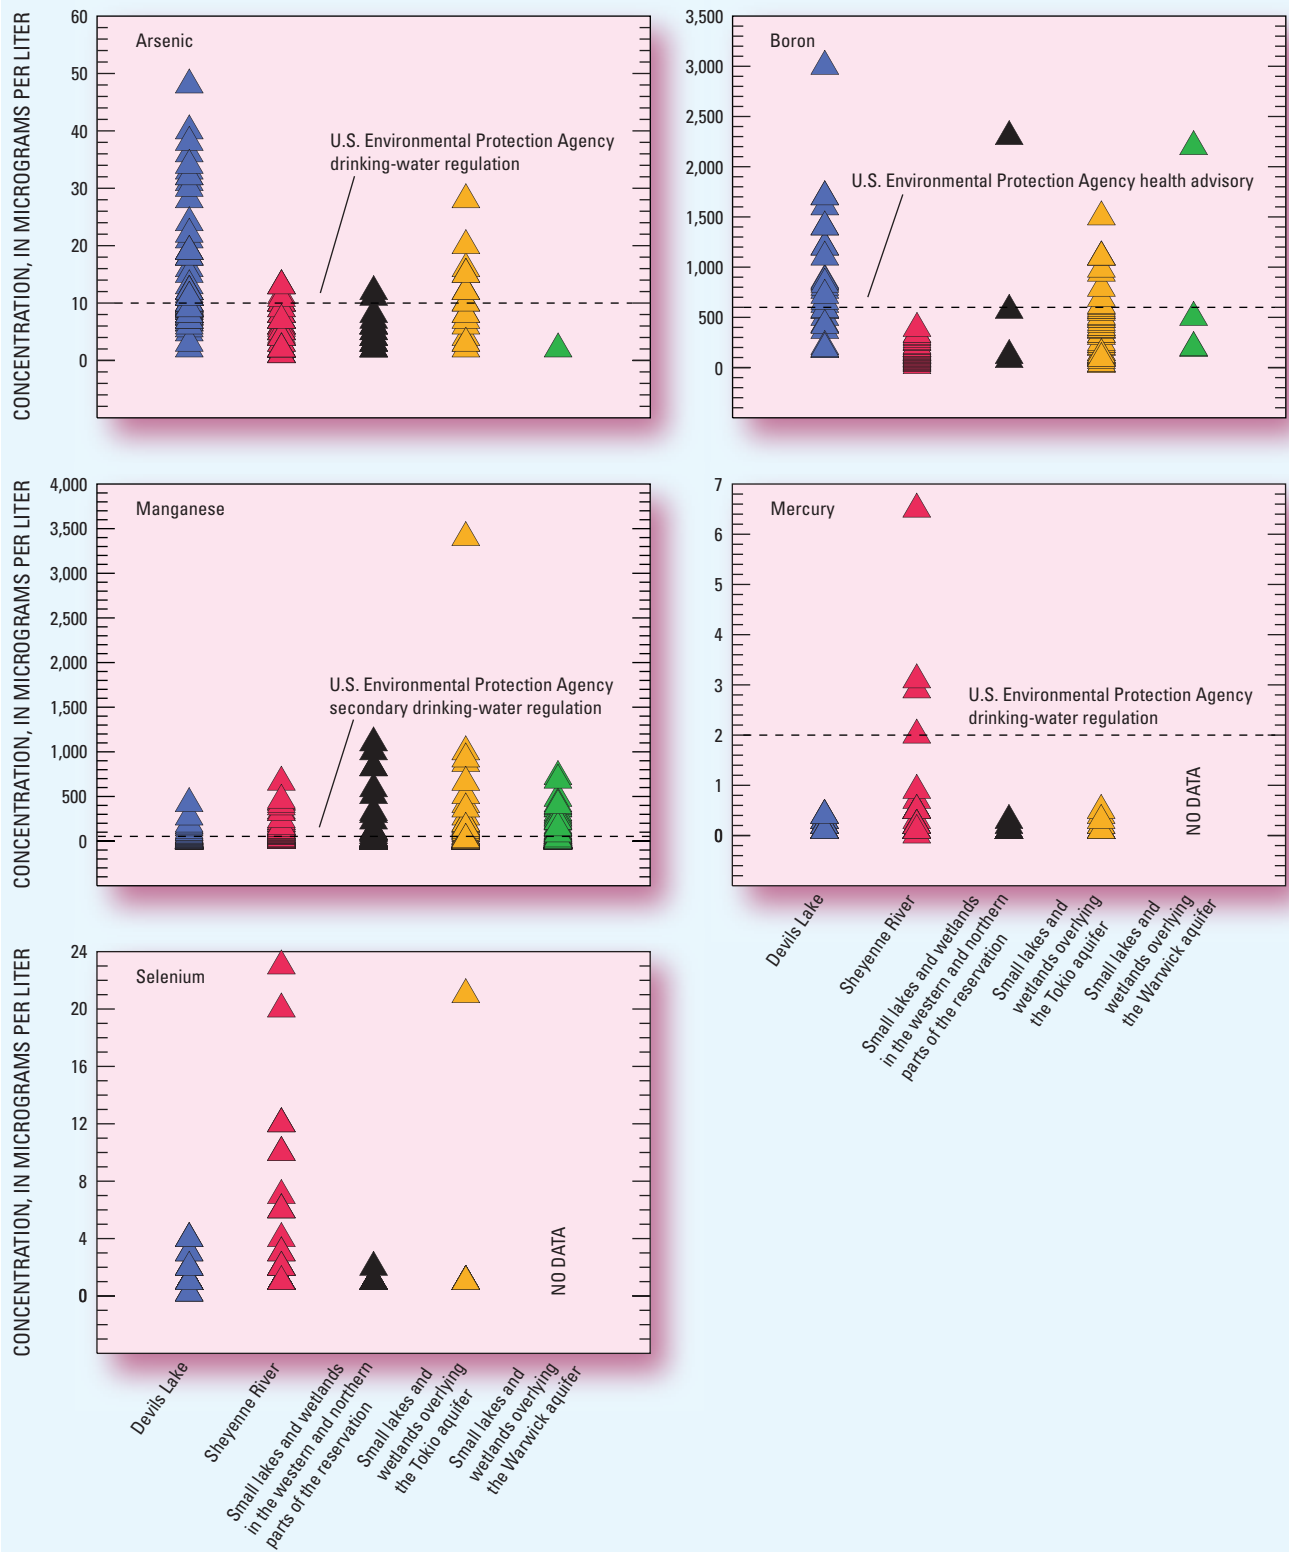 CONCENTRATION, IN MICROGRAMS PER LITER
60
50
40
30
20
10
0
Arsenic
U.S. Environmental Protection Agency
drinking-water regulation
3,500
3,000
2,500
2,000
1,500
1,000
500
0
Boron
U.S. Environmental Protection Agency health advisory
CONCENTRATION, IN MICROGRAMS PER LITER
4,000
3,500
3,000
2,500
2,000
1,500
1,000
500
0
Manganese
U.S. Environmental Protection Agency
secondary drinking-water regulation
7
6
5
4
3
2
1
0
Mercury
U.S. Environmental Protection Agency
drinking-water regulation
NO DATA
Devils Lake
Sheyenne River
Small lakes and wetlands
in the western and northern
parts of the reservation
Small lakes and
wetlands overlying
the Tokio aquifer
Small lakes and
wetlands overlying
the Warwick aquifer
CONCENTRATION, IN MICROGRAMS PER LITER
24
20
16
12
8
4
0
Selenium
NO DATA
Devils Lake
Sheyenne River
Small lakes and wetlands
in the western and northern
parts of the reservation
Small lakes and
wetlands overlying
the Tokio aquifer
Small lakes and
wetlands overlying
the Warwick aquifer